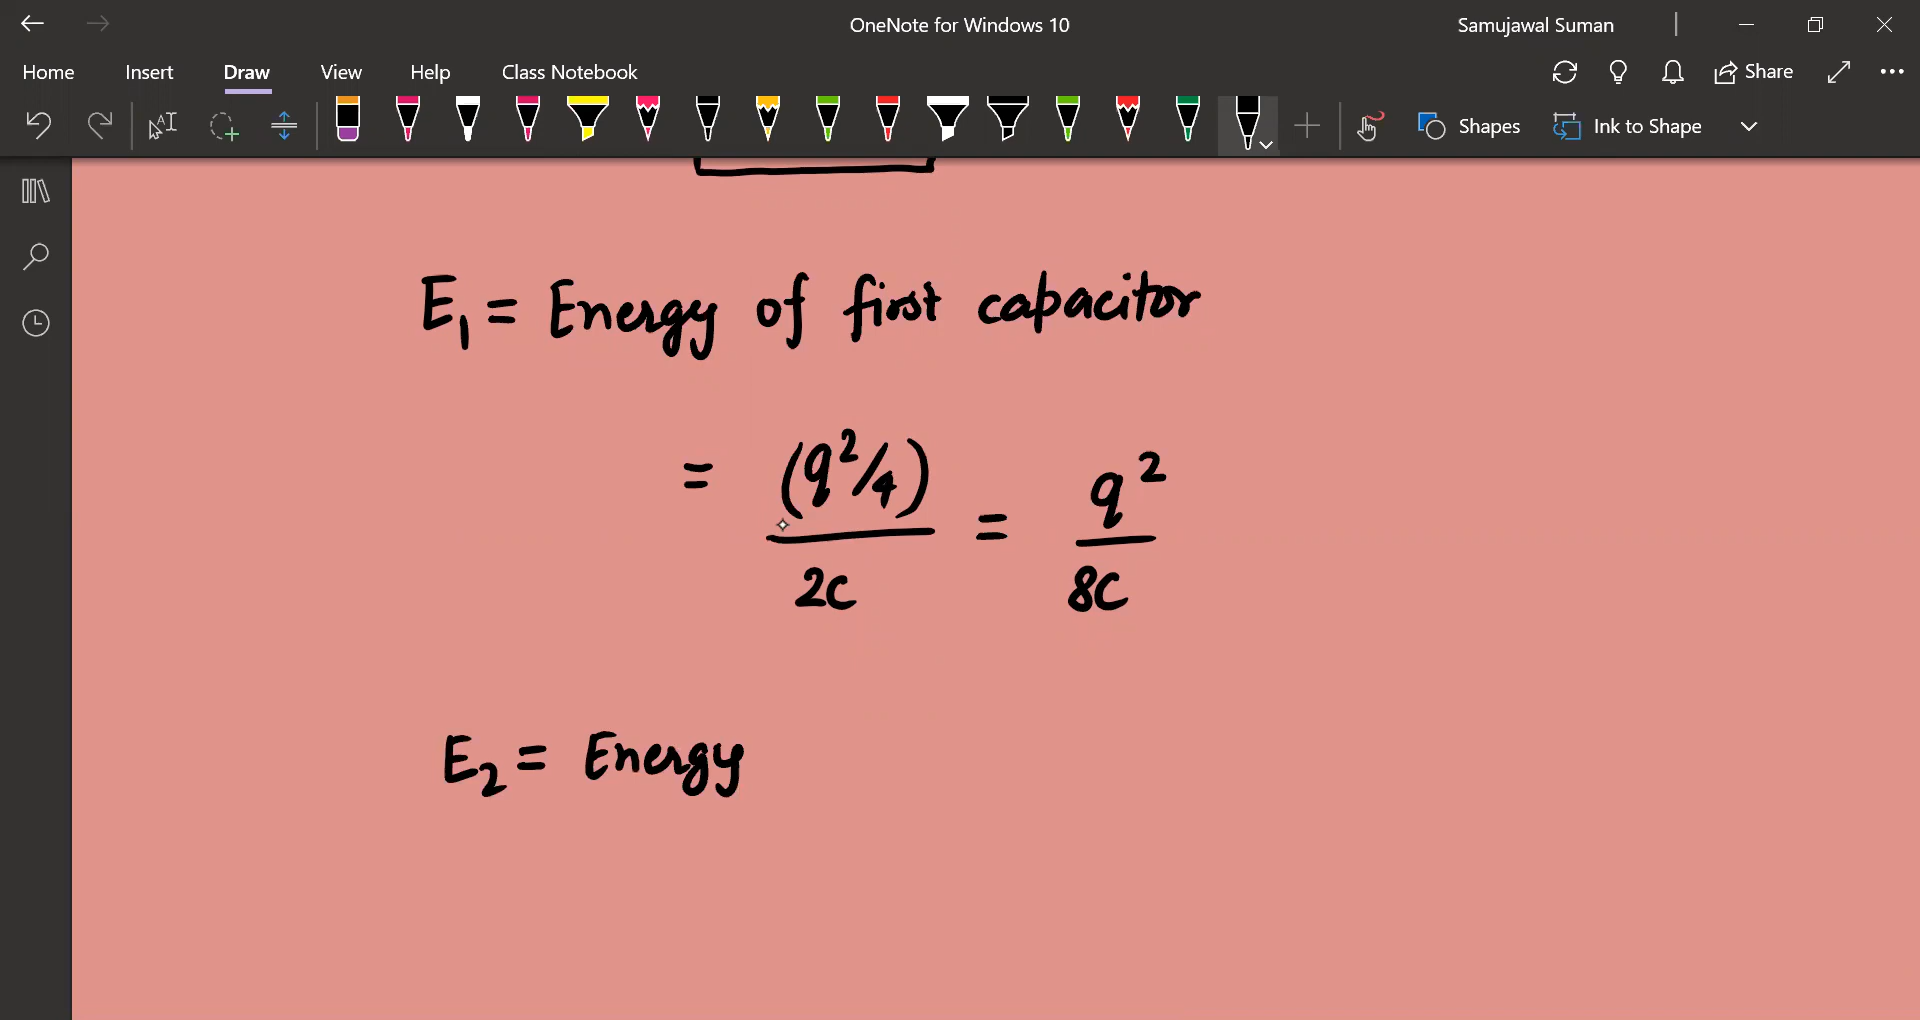 OneNote for Windows 10
Samujawal Suman
Home Insert Draw View Help Class Notebook Share
Shapes Ink to Shape
E₁ = Energy of first capacitor
= (q²/4)/2C = q²/8C
E₂ = Energy